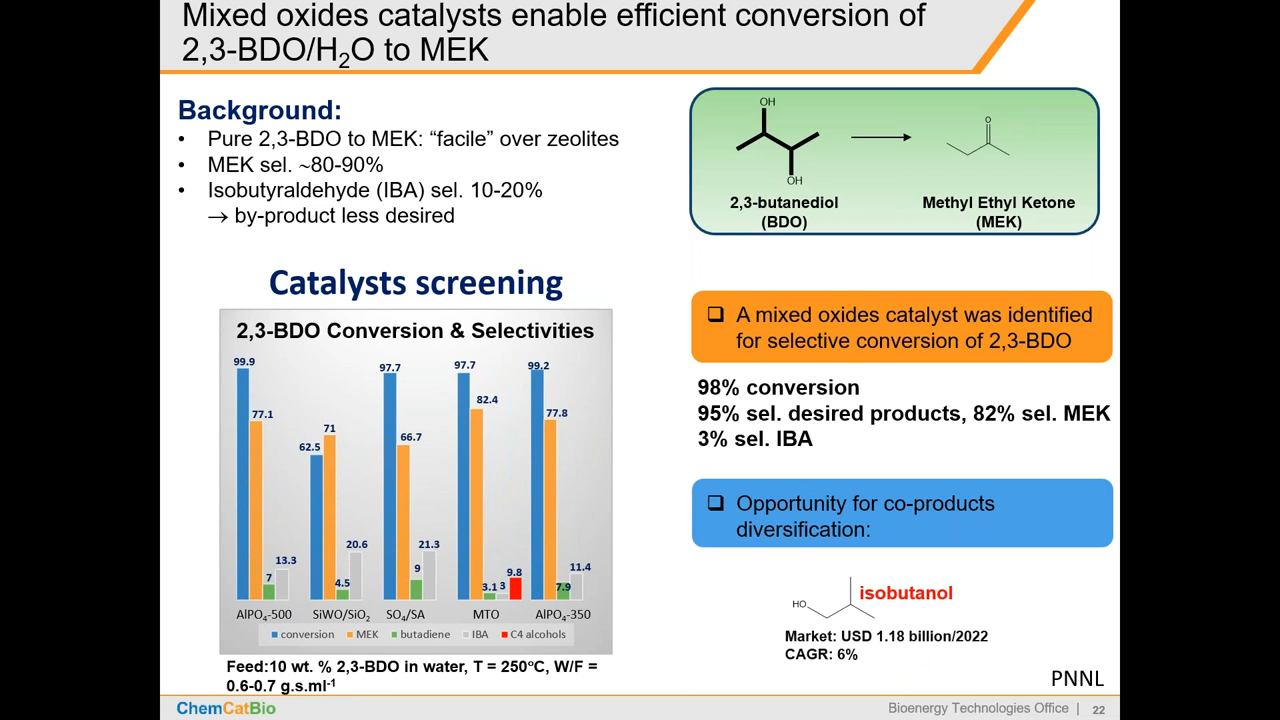 Mixed oxides catalysts enable efficient conversion of
2,3-BDO/H₂O to MEK
Background:
• Pure 2,3-BDO to MEK: “facile” over zeolites
• MEK sel. ~80-90%
• Isobutyraldehyde (IBA) sel. 10-20%
→ by-product less desired
OH
OH
O
2,3-butanediol
(BDO)
Methyl Ethyl Ketone
(MEK)
Catalysts screening
2,3-BDO Conversion & Selectivities
99.9
77.1
7
13.3
62.5
71
4.5
20.6
97.7
66.7
9
21.3
97.7
82.4
3.1
3
9.8
99.2
77.8
7.9
11.4
AlPO₄-500
SiWO/SiO₂
SO₄/SA
MTO
AlPO₄-350
conversion
MEK
butadiene
IBA
C4 alcohols
Feed:10 wt. % 2,3-BDO in water, T = 250°C, W/F =
0.6-0.7 g.s.ml⁻¹
❑ A mixed oxides catalyst was identified
for selective conversion of 2,3-BDO
98% conversion
95% sel. desired products, 82% sel. MEK
3% sel. IBA
❑ Opportunity for co-products
diversification:
HO
isobutanol
Market: USD 1.18 billion/2022
CAGR: 6%
PNNL
ChemCatBio
Bioenergy Technologies Office | 22